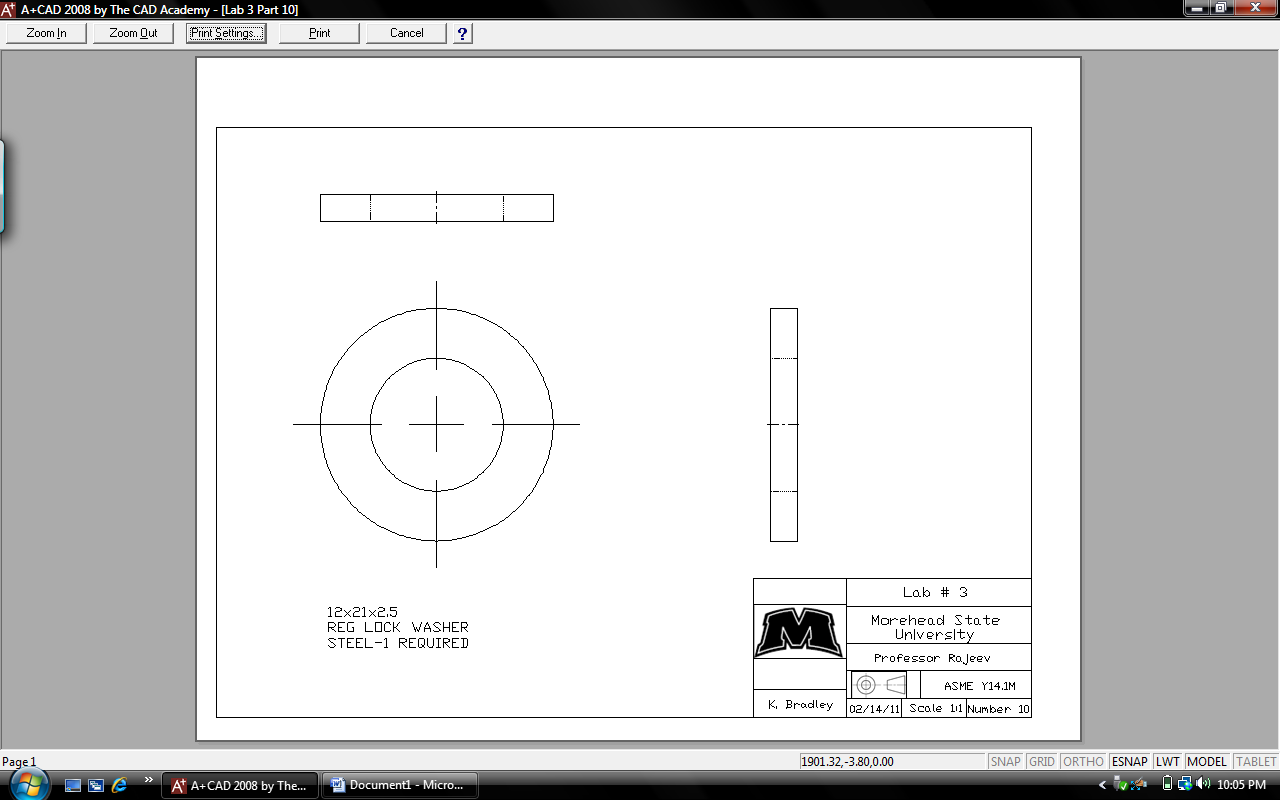 A+CAD 2008 by The CAD Academy - [Lab 3 Part 10]
Zoom In Zoom Out Print Settings... Print Cancel ?
12x21x2.5
REG LOCK WASHER
STEEL-1 REQUIRED
Lab # 3
Morehead State
University
Professor Rajeev
ASME Y14.1M
K. Bradley
02/14/11 Scale 1:1 Number 10
M
Page 1 1901.32,-3.80,0.00 SNAP GRID ORTHO ESNAP LWT MODEL TABLET
» A+CAD 2008 by The... Document1 - Micro... < 10:05 PM